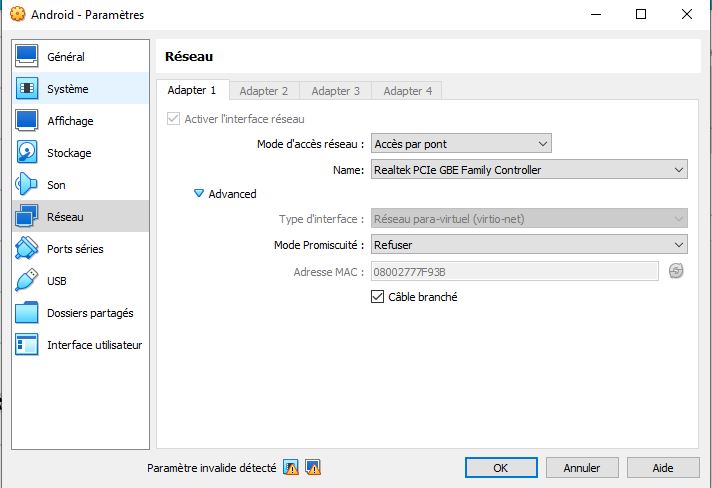 Android - Paramètres
Général
Système
Affichage
Stockage
Son
Réseau
Ports séries
USB
Dossiers partagés
Interface utilisateur
Réseau
Adapter 1 Adapter 2 Adapter 3 Adapter 4
Activer l'interface réseau
Mode d'accès réseau : Accès par pont
Name: Realtek PCIe GBE Family Controller
Advanced
Type d'interface : Réseau para-virtuel (virtio-net)
Mode Promiscuité : Refuser
Adresse MAC : 08002777F93B
Câble branché
Paramètre invalide détecté OK Annuler Aide